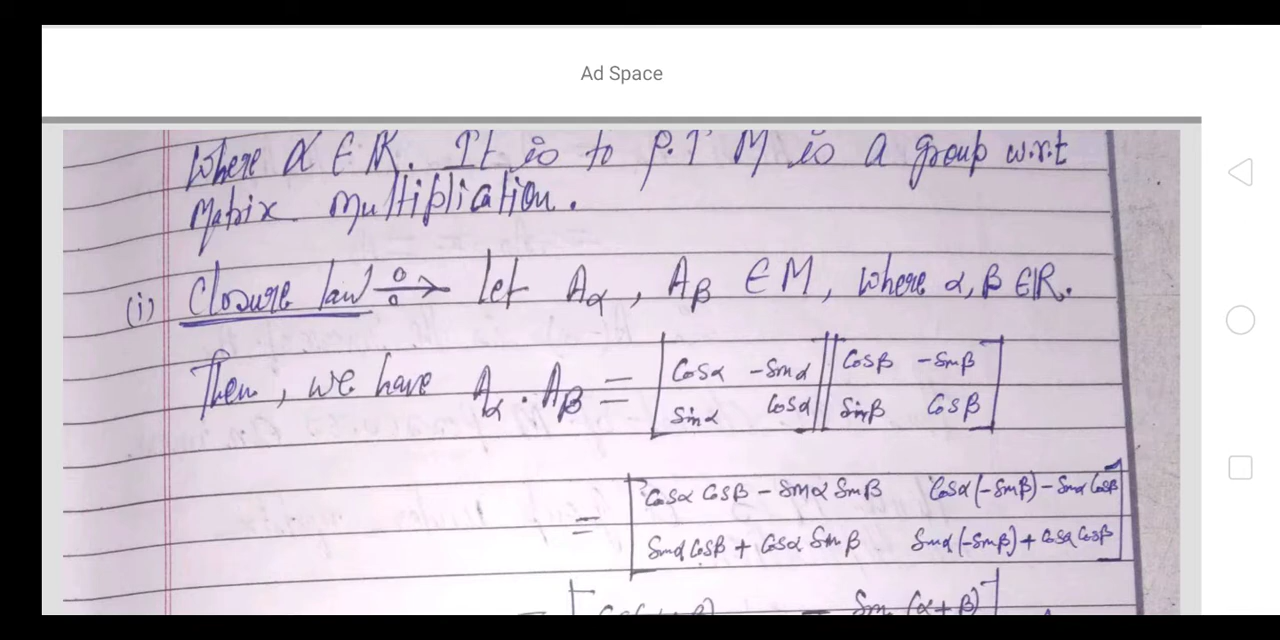 Ad Space
Where α ∈ R. It is to P.T M is a group w.r.t
Matrix multiplication.
(i) Closure law → let Aα, Aβ ∈ M, where α, β ∈ R.
Then, we have Aα . Aβ = [Cosα -Sinα] [Cosβ -Sinβ]
[Sinα Cosα] [Sinβ Cosβ]
= [Cosα Cosβ - Sinα Sinβ Cosα(-Sinβ) - Sinα Cosβ]
[Sinα Cosβ + Cosα Sinβ Sinα(-Sinβ) + Cosα Cosβ]
= [ - Sin(α+β)]